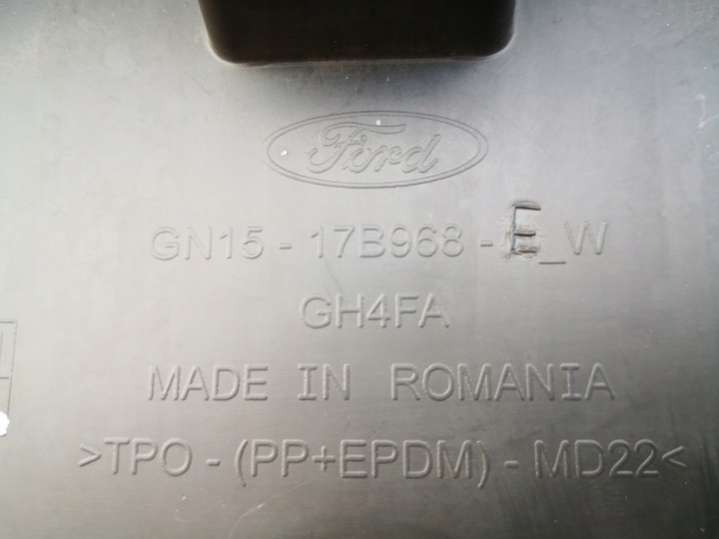 Ford
GN15 - 17B968 - E_W
GH4FA
MADE IN ROMANIA
>TPO - (PP+EPDM) - MD22<